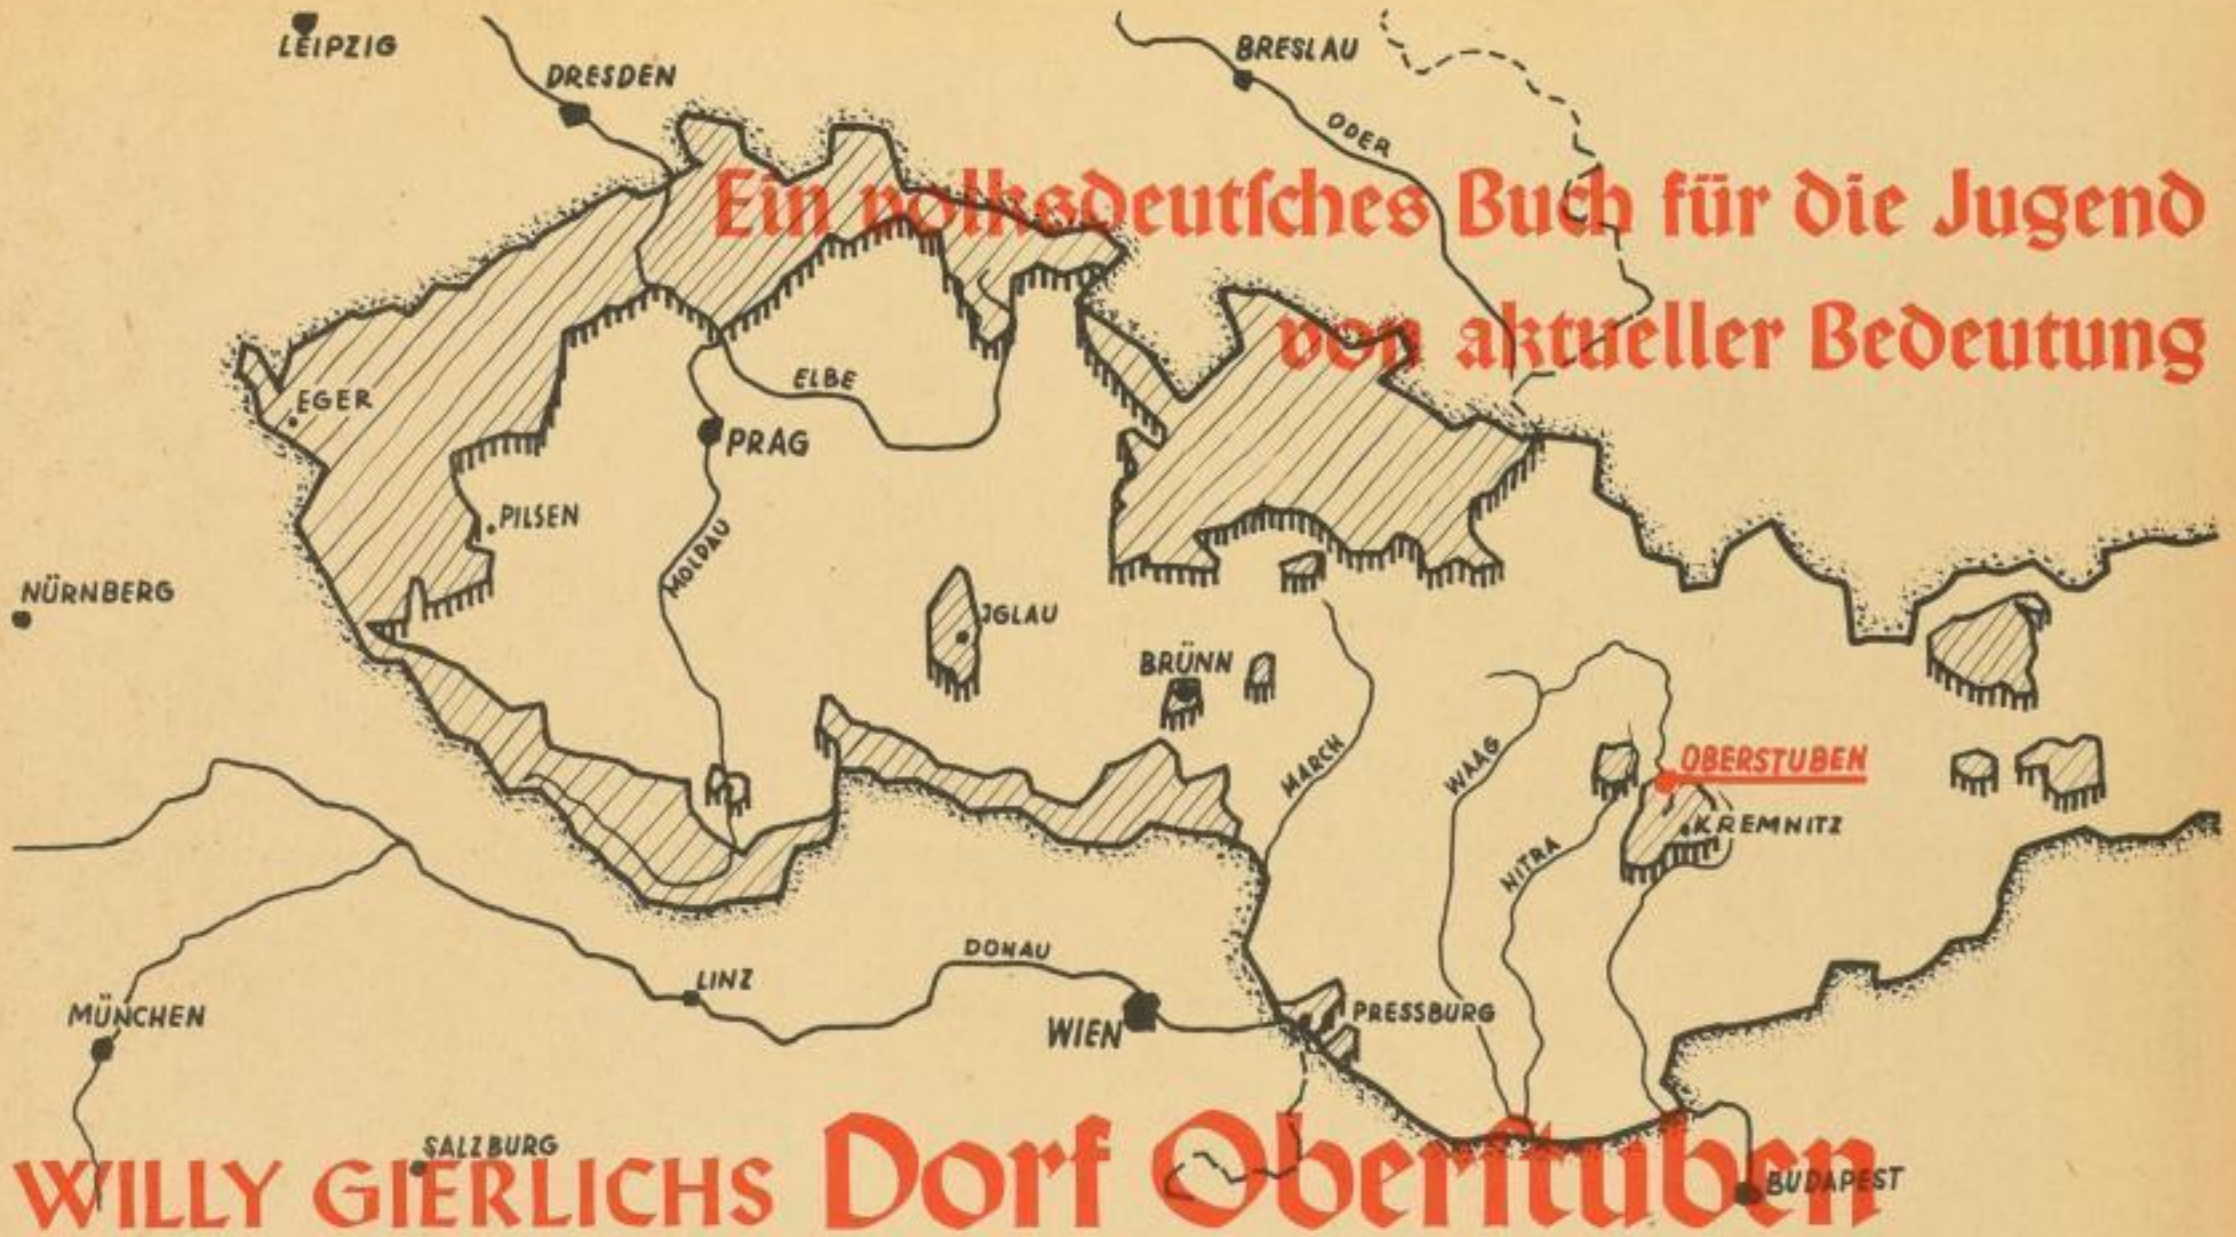 LEIPZIG
DRESDEN
BRESLAU
ODER
Ein volksdeutſches Buch für die Jugend
von aktueller Bedeutung
ELBE
EGER
PRAG
PILSEN
MOLDAU
NÜRNBERG
JGLAU
BRÜNN
MARCH
WAAG
OBERSTUBEN
KREMNITZ
NITRA
DONAU
LINZ
MÜNCHEN
WIEN
PRESSBURG
SALZBURG
BUDAPEST
WILLY GIERLICHS Dorf Oberſtuben